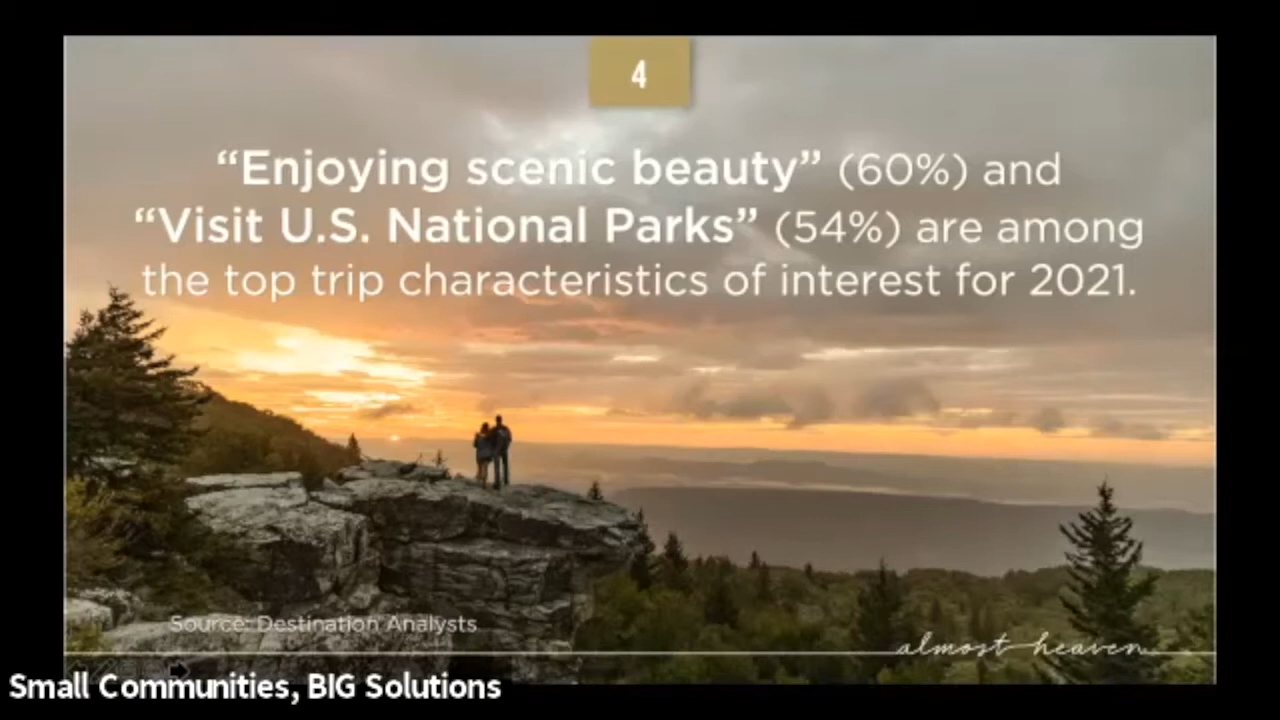 4
“Enjoying scenic beauty” (60%) and
“Visit U.S. National Parks” (54%) are among
the top trip characteristics of interest for 2021.
Source: Destination Analysts
almost heaven
Small Communities, BIG Solutions